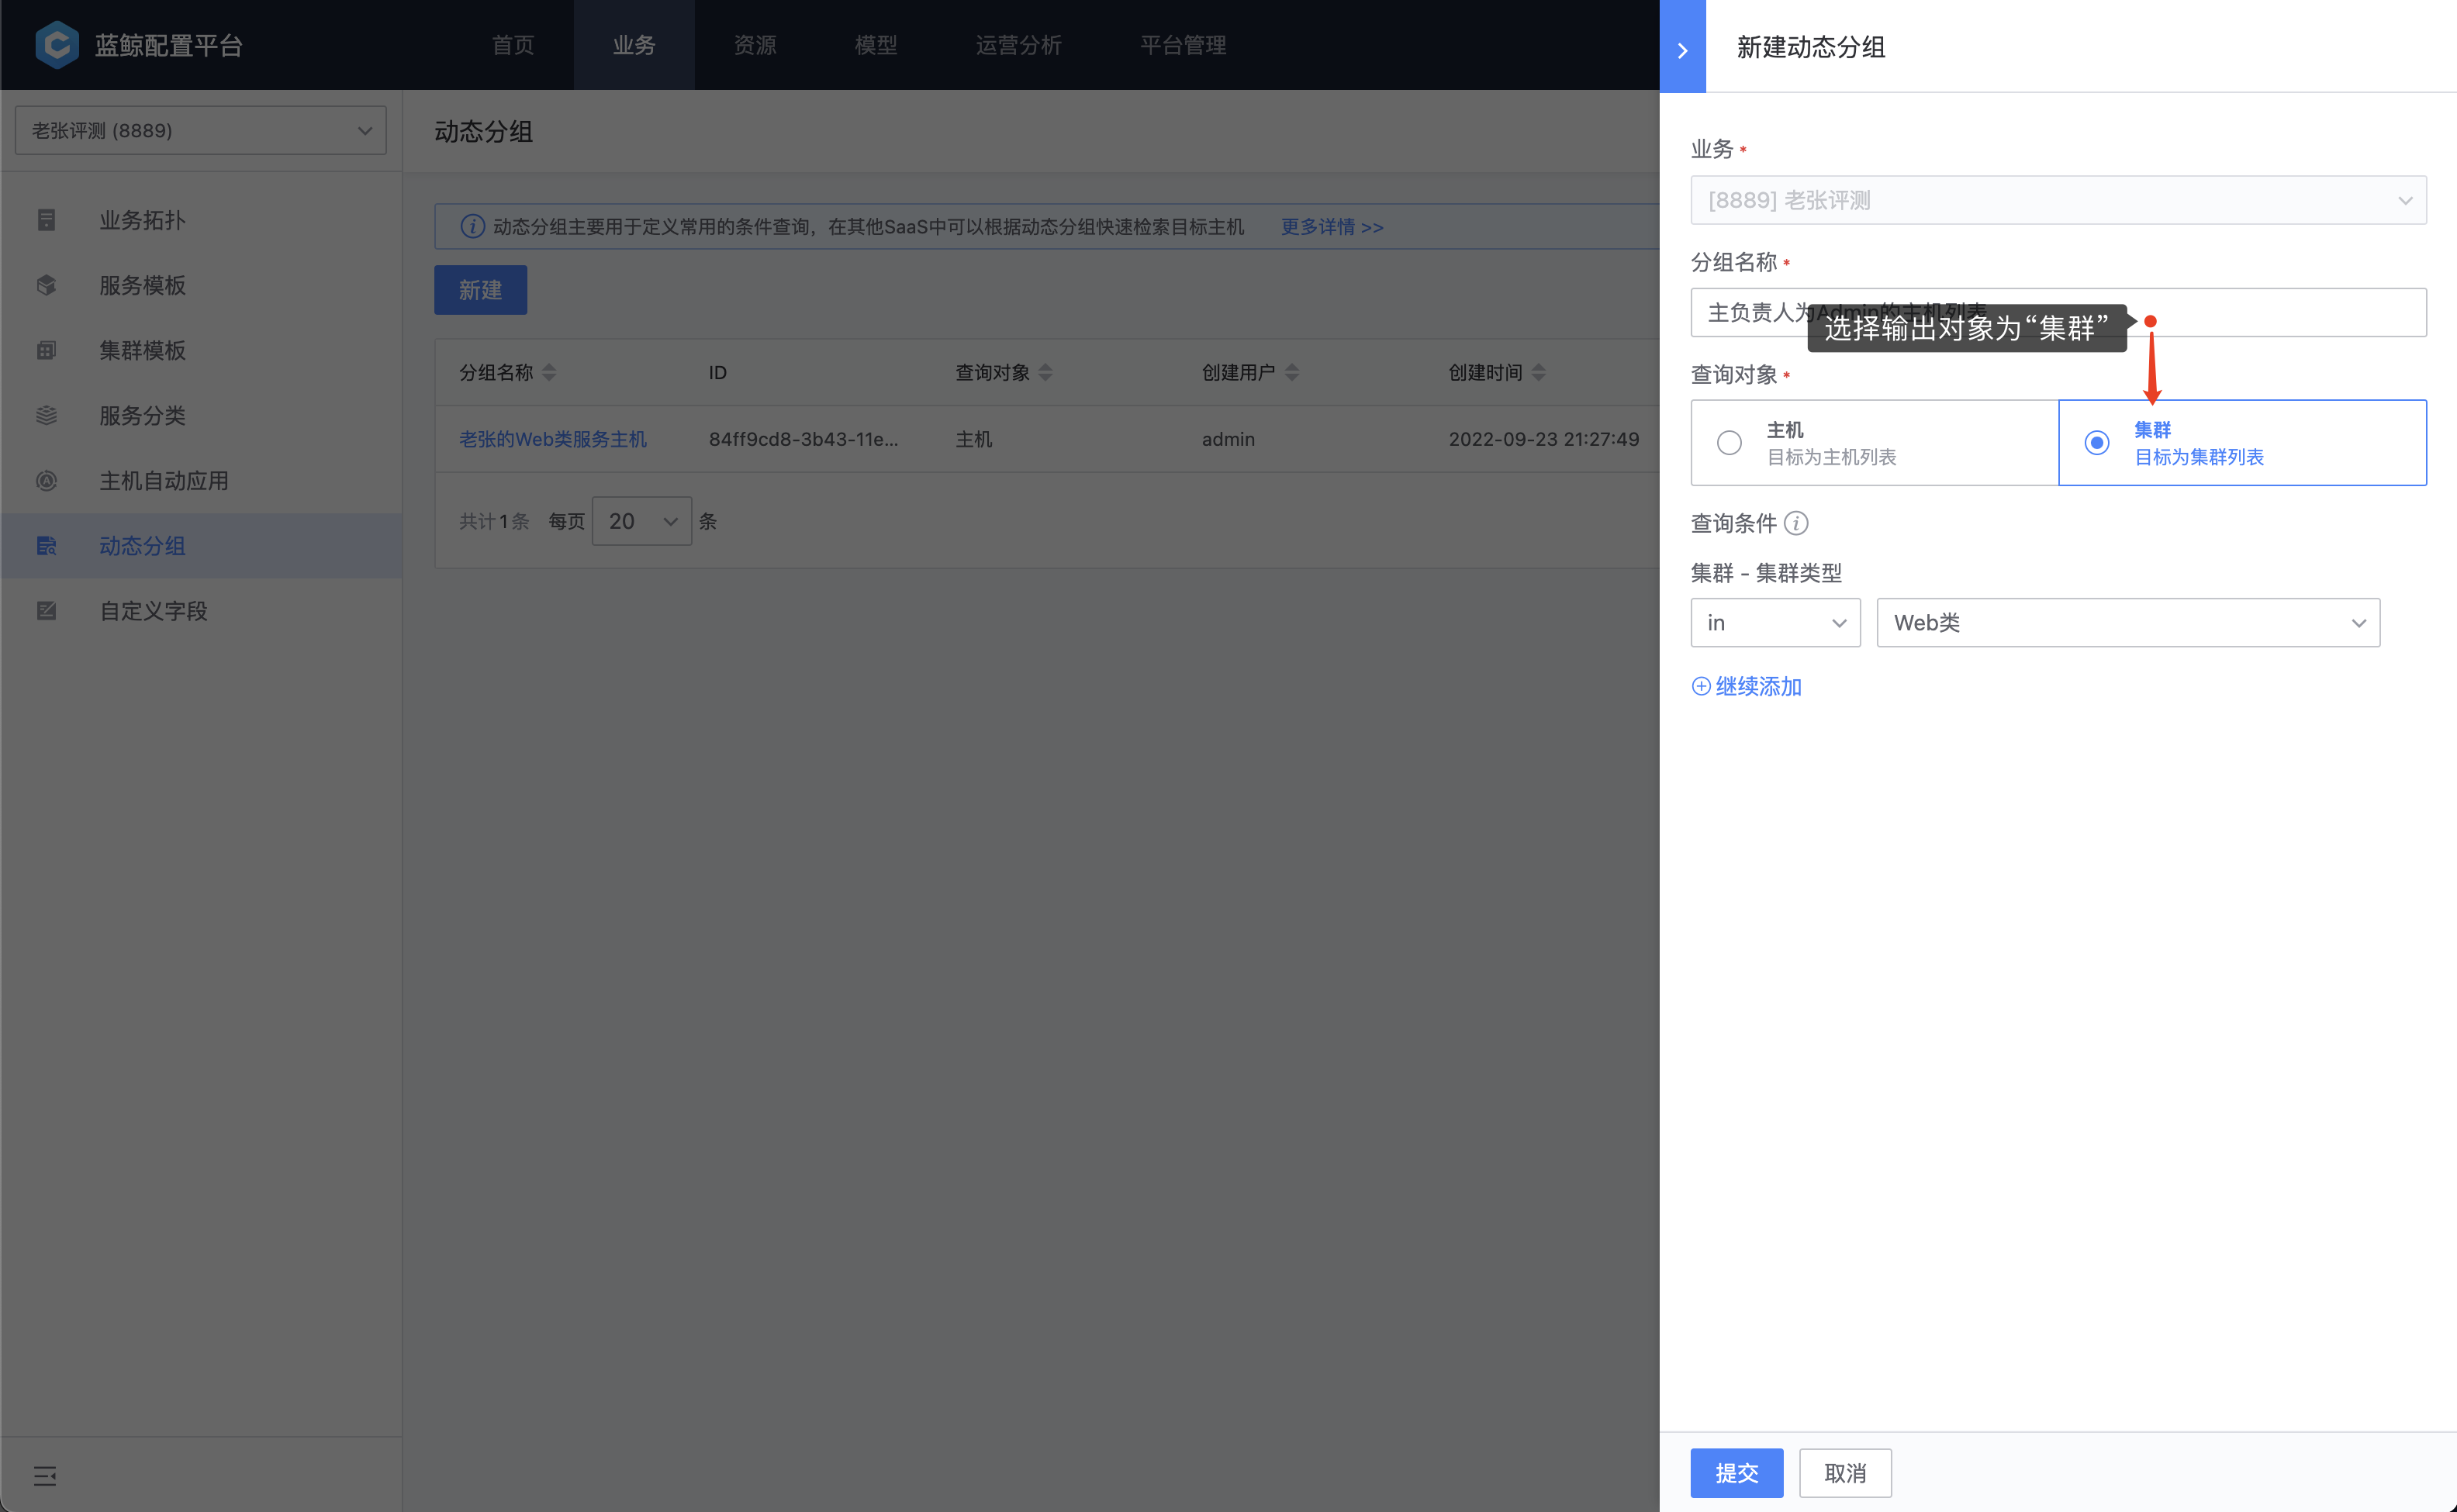 蓝鲸配置平台
首页 业务 资源 模型 运营分析 平台管理
老张评测 (8889)
业务拓扑
服务模板
集群模板
服务分类
主机自动应用
动态分组
自定义字段
动态分组
动态分组主要用于定义常用的条件查询，在其他SaaS中可以根据动态分组快速检索目标主机 更多详情 >>
新建
分组名称 ID 查询对象 创建用户 创建时间
老张的Web类服务主机 84ff9cd8-3b43-11e... 主机 admin 2022-09-23 21:27:49
共计 1 条 每页 20 条
新建动态分组
业务 *
[8889] 老张评测
分组名称 *
主负责人为Admin的主机列表
选择输出对象为“集群”
查询对象 *
主机
目标为主机列表
集群
目标为集群列表
查询条件
集群 - 集群类型
in Web类
继续添加
提交 取消